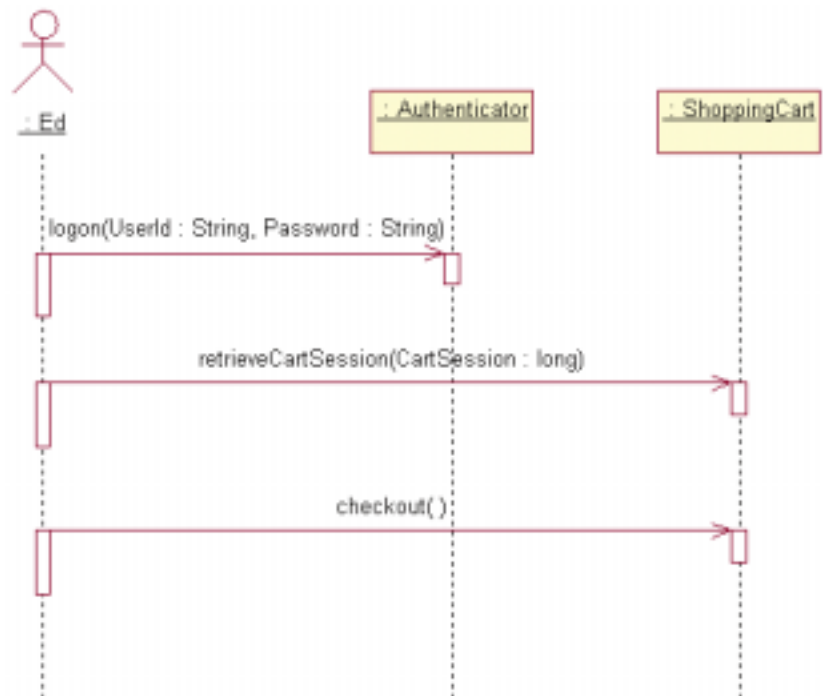 : Ed
: Authenticator
: ShoppingCart
logon(UserId : String, Password : String)
retrieveCartSession(CartSession : long)
checkout( )